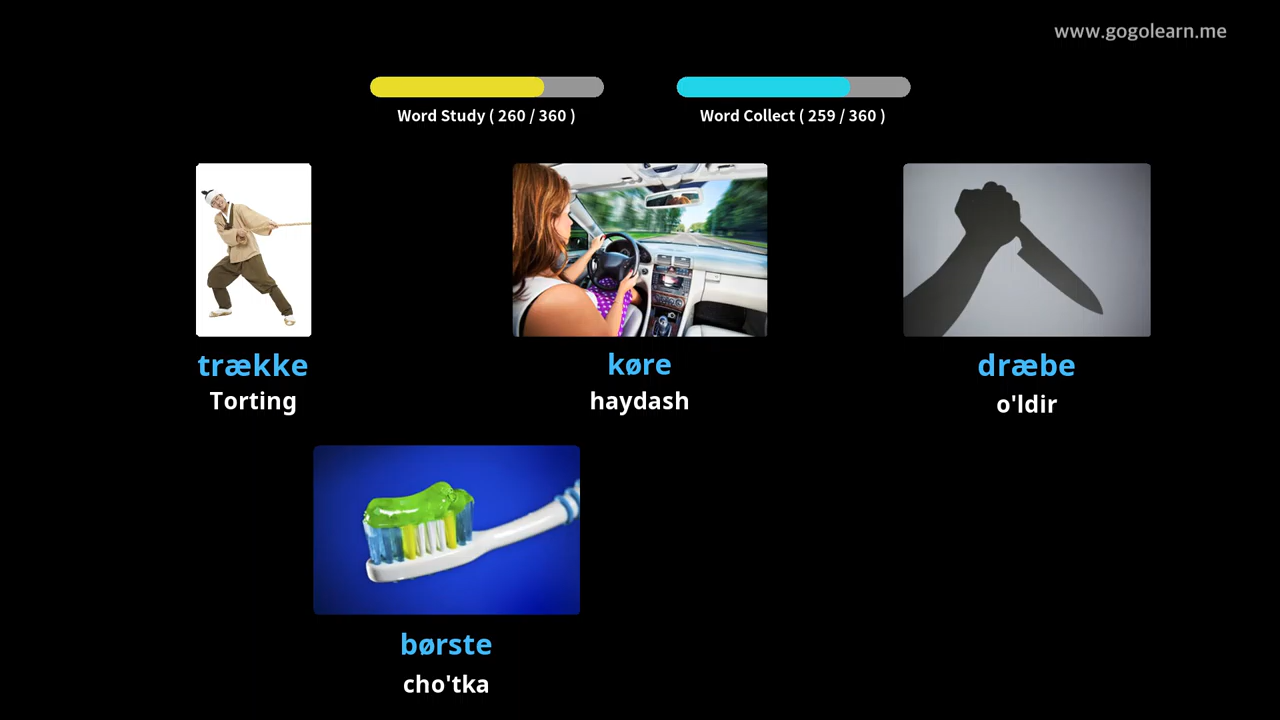 www.gogolearn.me
Word Study ( 260 / 360 )
Word Collect ( 259 / 360 )
trække
Torting
køre
haydash
dræbe
o'ldir
børste
cho'tka